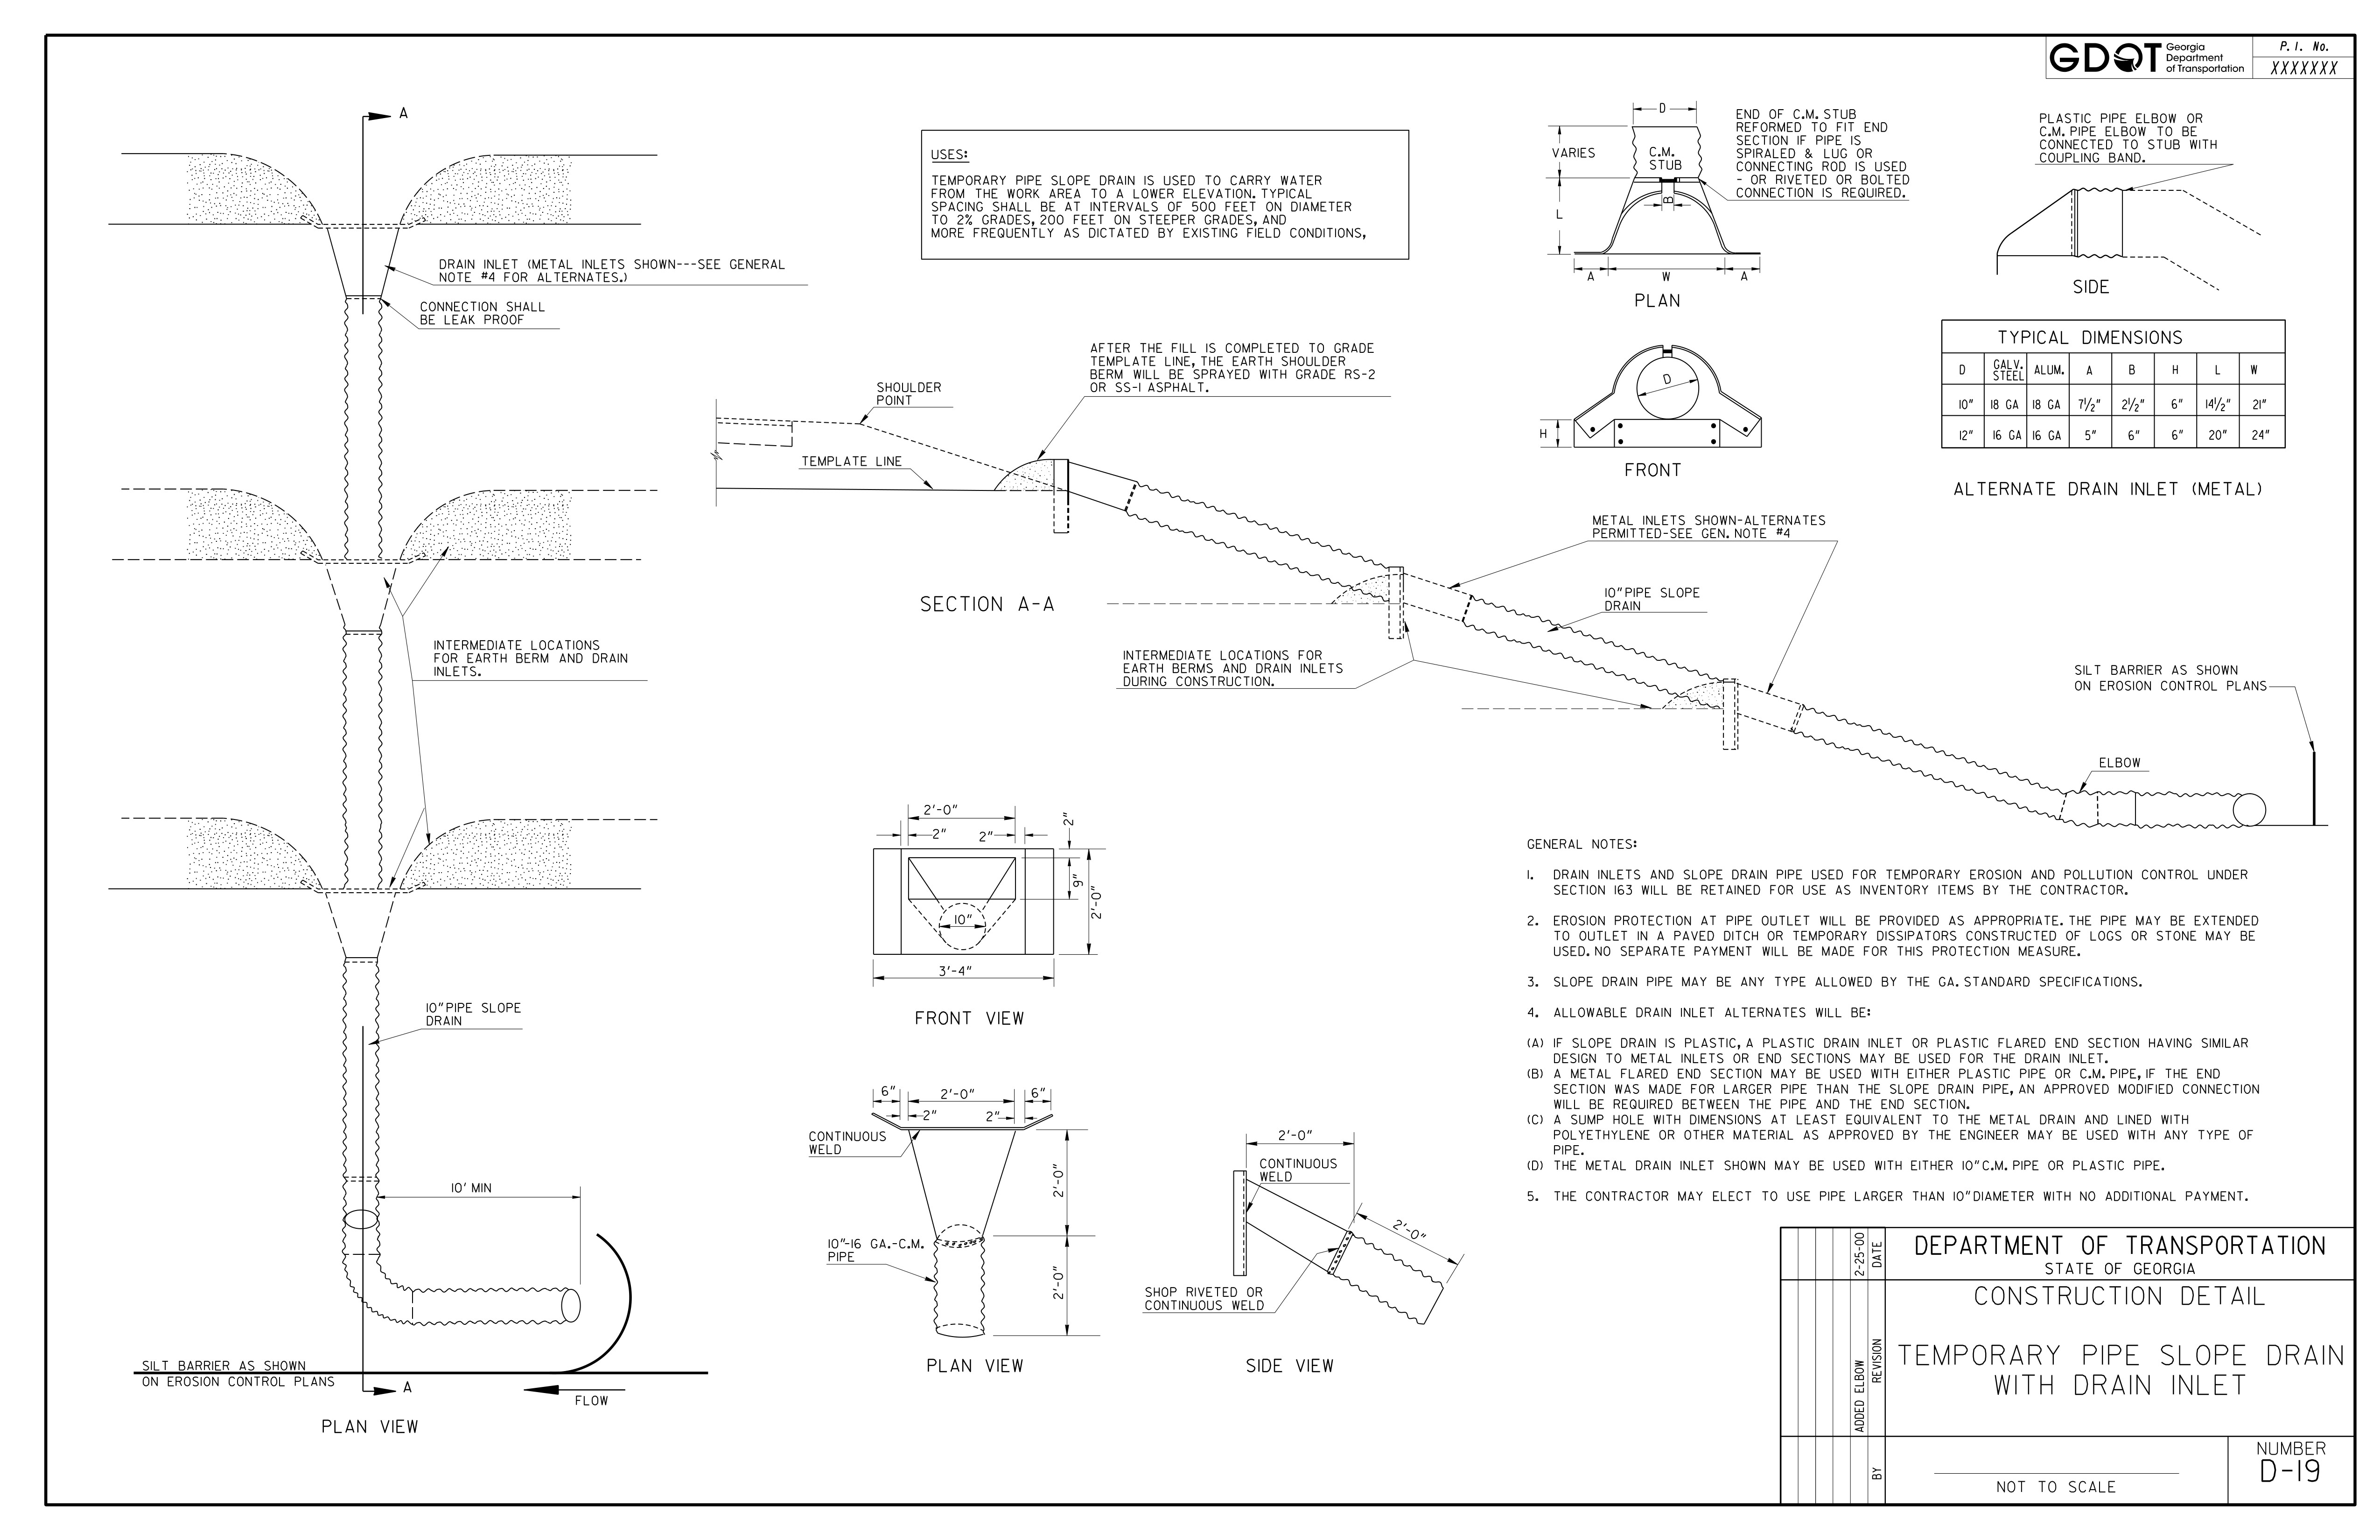 GDOT
Georgia
Department
of Transportation
P. I. No.
XXXXXXX
A
DRAIN INLET (METAL INLETS SHOWN---SEE GENERAL
NOTE #4 FOR ALTERNATES.)
CONNECTION SHALL
BE LEAK PROOF
INTERMEDIATE LOCATIONS
FOR EARTH BERM AND DRAIN
INLETS.
10" PIPE SLOPE
DRAIN
10' MIN
SILT BARRIER AS SHOWN
ON EROSION CONTROL PLANS
A
FLOW
PLAN VIEW
USES:
TEMPORARY PIPE SLOPE DRAIN IS USED TO CARRY WATER
FROM THE WORK AREA TO A LOWER ELEVATION. TYPICAL
SPACING SHALL BE AT INTERVALS OF 500 FEET ON DIAMETER
TO 2% GRADES, 200 FEET ON STEEPER GRADES, AND
MORE FREQUENTLY AS DICTATED BY EXISTING FIELD CONDITIONS,
D
VARIES
C.M.
STUB
L
B
A
W
A
PLAN
END OF C.M. STUB
REFORMED TO FIT END
SECTION IF PIPE IS
SPIRALED & LUG OR
CONNECTING ROD IS USED
- OR RIVETED OR BOLTED
CONNECTION IS REQUIRED.
PLASTIC PIPE ELBOW OR
C.M. PIPE ELBOW TO BE
CONNECTED TO STUB WITH
COUPLING BAND.
SIDE
D
H
FRONT
TYPICAL DIMENSIONS
D GALV. STEEL ALUM. A B H L W
10" 18 GA 18 GA 7 1/2" 2 1/2" 6" 14 1/2" 21"
12" 16 GA 16 GA 5" 6" 6" 20" 24"
ALTERNATE DRAIN INLET (METAL)
AFTER THE FILL IS COMPLETED TO GRADE
TEMPLATE LINE, THE EARTH SHOULDER
BERM WILL BE SPRAYED WITH GRADE RS-2
OR SS-1 ASPHALT.
SHOULDER
POINT
TEMPLATE LINE
SECTION A-A
METAL INLETS SHOWN-ALTERNATES
PERMITTED-SEE GEN. NOTE #4
10" PIPE SLOPE
DRAIN
INTERMEDIATE LOCATIONS FOR
EARTH BERMS AND DRAIN INLETS
DURING CONSTRUCTION.
SILT BARRIER AS SHOWN
ON EROSION CONTROL PLANS
ELBOW
2'-0"
2"
2"
2"
9"
2'-0"
10"
3'-4"
FRONT VIEW
6"
2'-0"
6"
2"
2"
CONTINUOUS
WELD
2'-0"
10"-16 GA.-C.M.
PIPE
2'-0"
PLAN VIEW
2'-0"
CONTINUOUS
WELD
2'-0"
SHOP RIVETED OR
CONTINUOUS WELD
SIDE VIEW
GENERAL NOTES:
1. DRAIN INLETS AND SLOPE DRAIN PIPE USED FOR TEMPORARY EROSION AND POLLUTION CONTROL UNDER
SECTION 163 WILL BE RETAINED FOR USE AS INVENTORY ITEMS BY THE CONTRACTOR.
2. EROSION PROTECTION AT PIPE OUTLET WILL BE PROVIDED AS APPROPRIATE. THE PIPE MAY BE EXTENDED
TO OUTLET IN A PAVED DITCH OR TEMPORARY DISSIPATORS CONSTRUCTED OF LOGS OR STONE MAY BE
USED. NO SEPARATE PAYMENT WILL BE MADE FOR THIS PROTECTION MEASURE.
3. SLOPE DRAIN PIPE MAY BE ANY TYPE ALLOWED BY THE GA. STANDARD SPECIFICATIONS.
4. ALLOWABLE DRAIN INLET ALTERNATES WILL BE:
(A) IF SLOPE DRAIN IS PLASTIC, A PLASTIC DRAIN INLET OR PLASTIC FLARED END SECTION HAVING SIMILAR
DESIGN TO METAL INLETS OR END SECTIONS MAY BE USED FOR THE DRAIN INLET.
(B) A METAL FLARED END SECTION MAY BE USED WITH EITHER PLASTIC PIPE OR C.M. PIPE, IF THE END
SECTION WAS MADE FOR LARGER PIPE THAN THE SLOPE DRAIN PIPE, AN APPROVED MODIFIED CONNECTION
WILL BE REQUIRED BETWEEN THE PIPE AND THE END SECTION.
(C) A SUMP HOLE WITH DIMENSIONS AT LEAST EQUIVALENT TO THE METAL DRAIN AND LINED WITH
POLYETHYLENE OR OTHER MATERIAL AS APPROVED BY THE ENGINEER MAY BE USED WITH ANY TYPE OF
PIPE.
(D) THE METAL DRAIN INLET SHOWN MAY BE USED WITH EITHER 10" C.M. PIPE OR PLASTIC PIPE.
5. THE CONTRACTOR MAY ELECT TO USE PIPE LARGER THAN 10" DIAMETER WITH NO ADDITIONAL PAYMENT.
2-25-00
DATE
ADDED ELBOW
REVISION
BY
DEPARTMENT OF TRANSPORTATION
STATE OF GEORGIA
CONSTRUCTION DETAIL
TEMPORARY PIPE SLOPE DRAIN
WITH DRAIN INLET
NOT TO SCALE
NUMBER
D-19